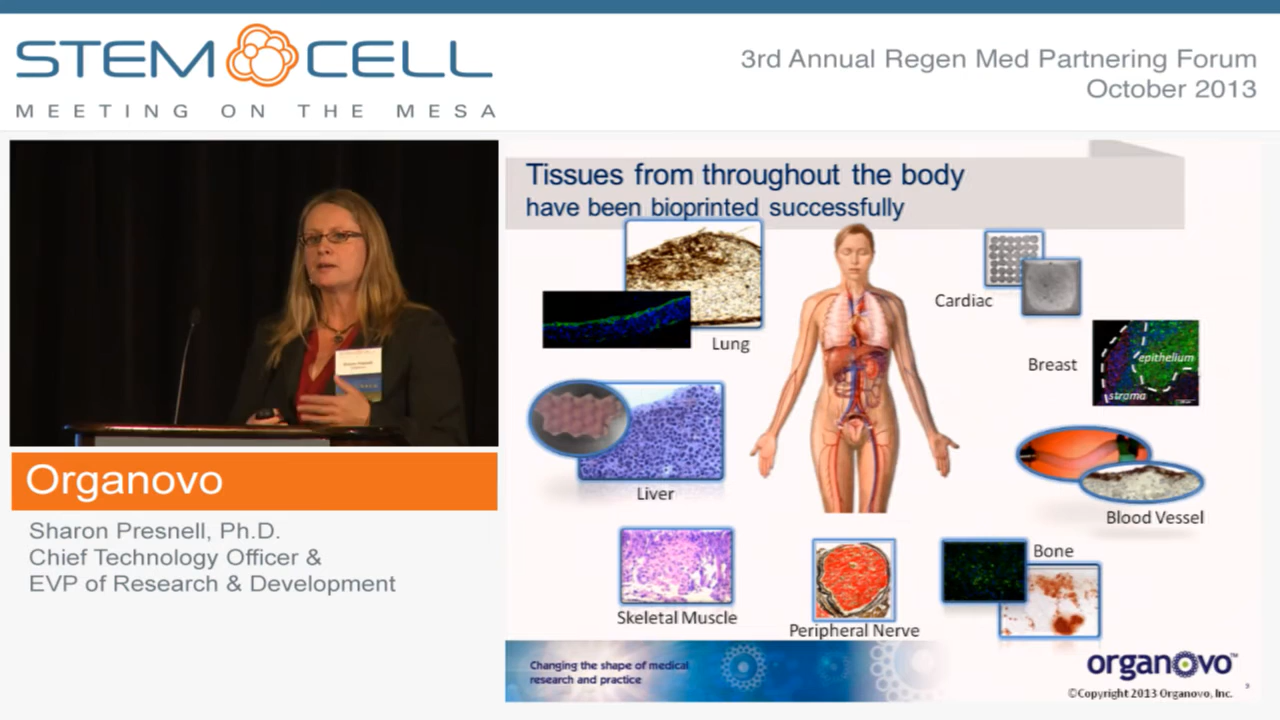 STEM CELL
MEETING ON THE MESA
3rd Annual Regen Med Partnering Forum
October 2013
Tissues from throughout the body
have been bioprinted successfully
Lung
Cardiac
Breast
epithelium
stroma
Liver
Blood Vessel
Skeletal Muscle
Peripheral Nerve
Bone
Changing the shape of medical
research and practice
organovo™
©Copyright 2013 Organovo, Inc.
Organovo
Sharon Presnell, Ph.D.
Chief Technology Officer &
EVP of Research & Development